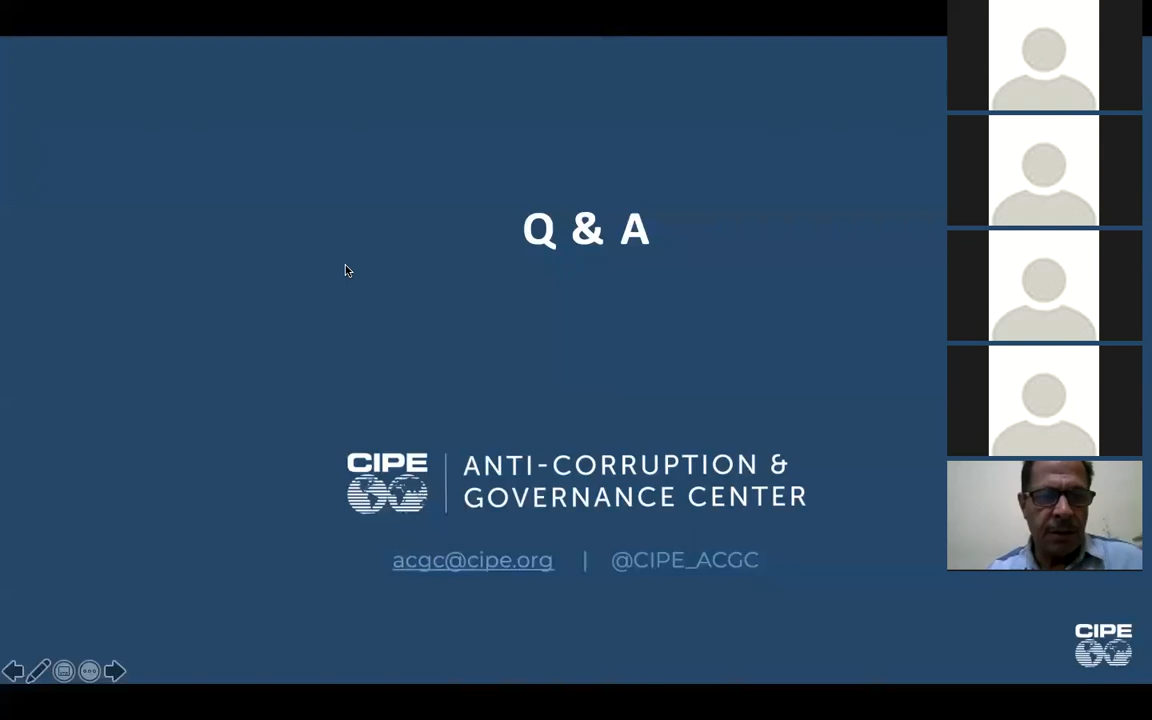 Q & A
CIPE
ANTI-CORRUPTION &
GOVERNANCE CENTER
acgc@cipe.org | @CIPE_ACGC
CIPE